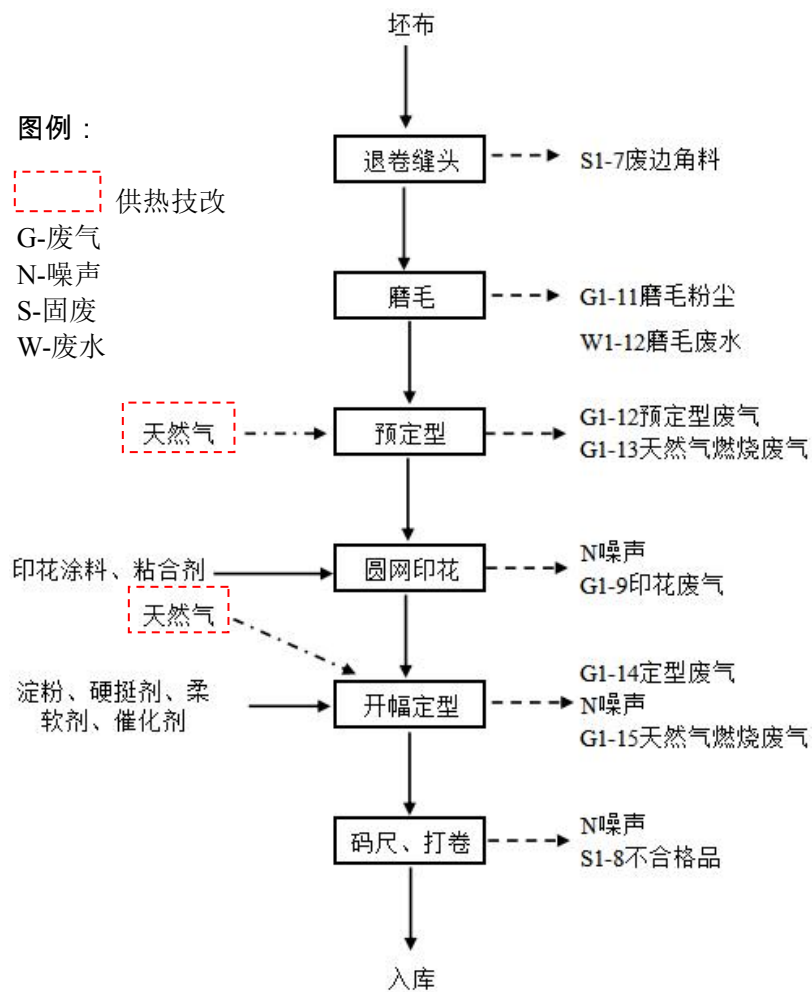 坯布
图例：
供热技改
G-废气
N-噪声
S-固废
W-废水
退卷缝头
S1-7废边角料
磨毛
G1-11磨毛粉尘
W1-12磨毛废水
天然气
预定型
G1-12预定型废气
G1-13天然气燃烧废气
印花涂料、粘合剂
圆网印花
N噪声
G1-9印花废气
天然气
淀粉、硬挺剂、柔
软剂、催化剂
开幅定型
G1-14定型废气
N噪声
G1-15天然气燃烧废气
码尺、打卷
N噪声
S1-8不合格品
入库